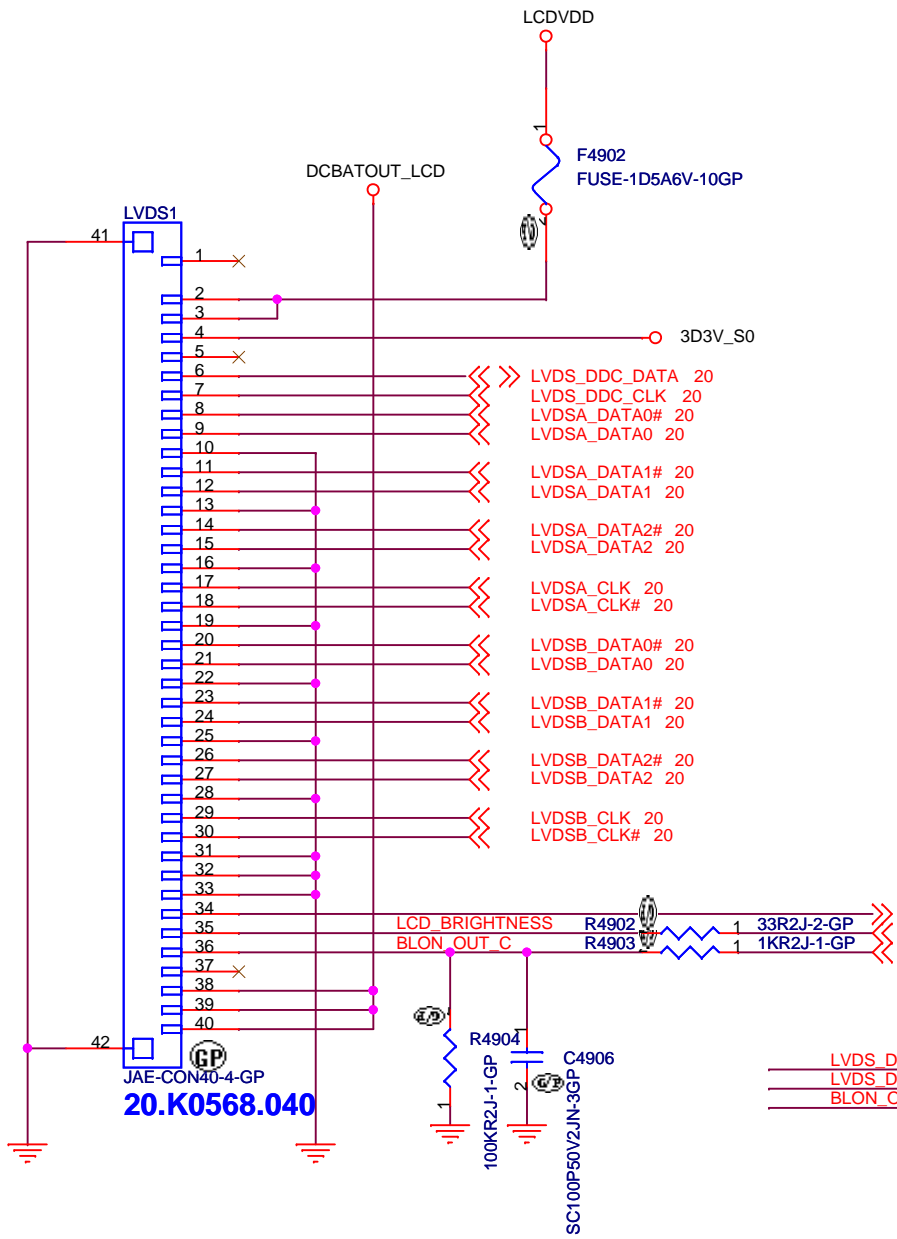 LCDVDD
1
F4902
FUSE-1D5A6V-10GP
2
DCBATOUT_LCD
LVDS1
41
1
2
3
4
3D3V_S0
5
6
LVDS_DDC_DATA 20
7
LVDS_DDC_CLK 20
8
LVDSA_DATA0# 20
9
LVDSA_DATA0 20
10
11
LVDSA_DATA1# 20
12
LVDSA_DATA1 20
13
14
LVDSA_DATA2# 20
15
LVDSA_DATA2 20
16
17
LVDSA_CLK 20
18
LVDSA_CLK# 20
19
20
LVDSB_DATA0# 20
21
LVDSB_DATA0 20
22
23
LVDSB_DATA1# 20
24
LVDSB_DATA1 20
25
26
LVDSB_DATA2# 20
27
LVDSB_DATA2 20
28
29
LVDSB_CLK 20
30
LVDSB_CLK# 20
31
32
33
34
35
LCD_BRIGHTNESS
R4902
1
33R2J-2-GP
36
BLON_OUT_C
R4903
1
1KR2J-1-GP
37
38
39
40
42
GP
JAE-CON40-4-GP
20.K0568.040
R4904
1
100KR2J-1-GP
1
C4906
2
SC100P50V2JN-3GP
LVDS_D
LVDS_D
BLON_O